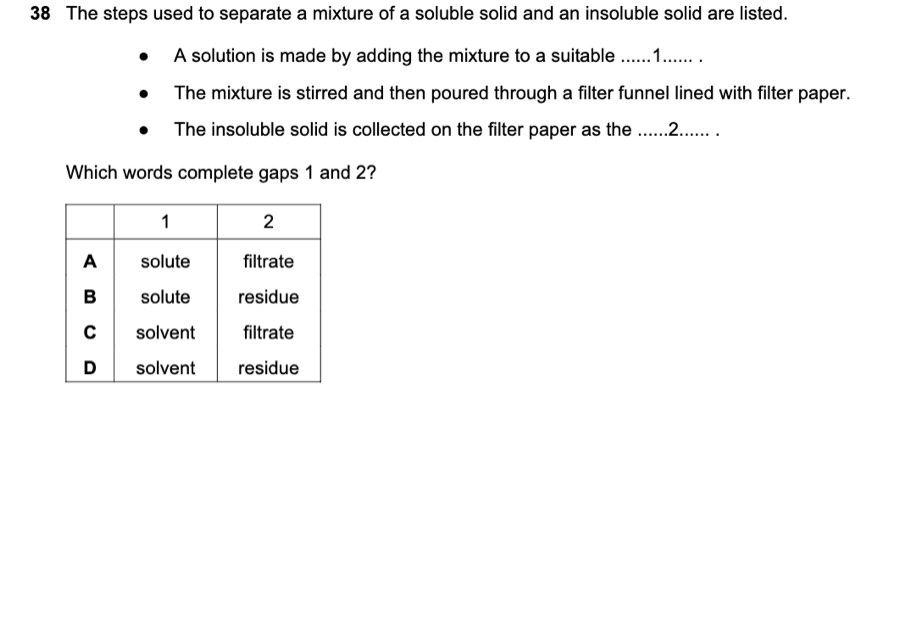 38 The steps used to separate a mixture of a soluble solid and an insoluble solid are listed.
• A solution is made by adding the mixture to a suitable ......1...... .
• The mixture is stirred and then poured through a filter funnel lined with filter paper.
• The insoluble solid is collected on the filter paper as the ......2...... .
Which words complete gaps 1 and 2?
1 2
A solute filtrate
B solute residue
C solvent filtrate
D solvent residue